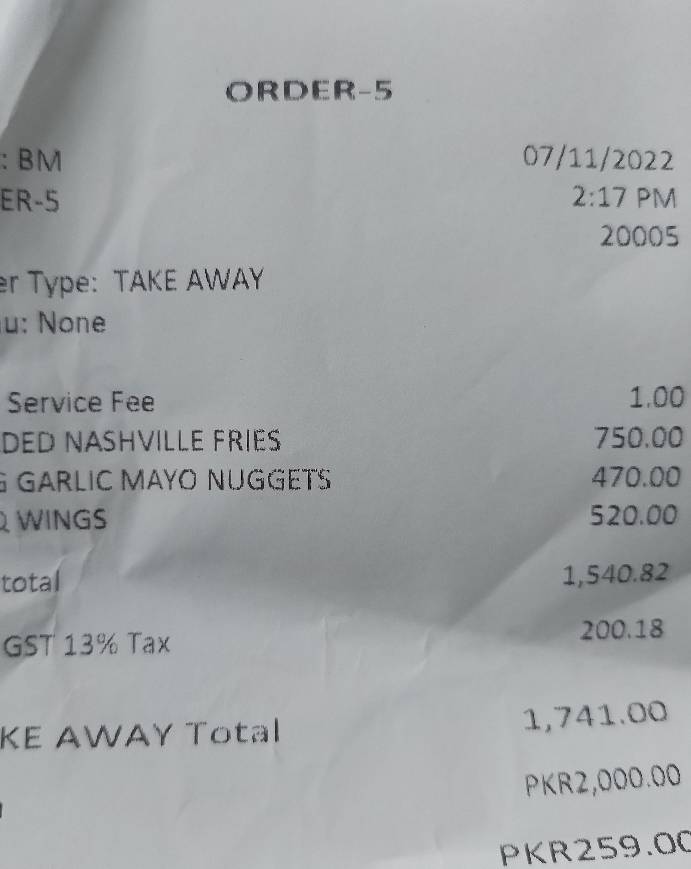 ORDER-5
: BM 07/11/2022
ER-5 2:17 PM
20005
er Type: TAKE AWAY
u: None
Service Fee 1.00
DED NASHVILLE FRIES 750.00
G GARLIC MAYO NUGGETS 470.00
Q WINGS 520.00
total 1,540.82
GST 13% Tax 200.18
KE AWAY Total 1,741.00
PKR2,000.00
PKR259.00